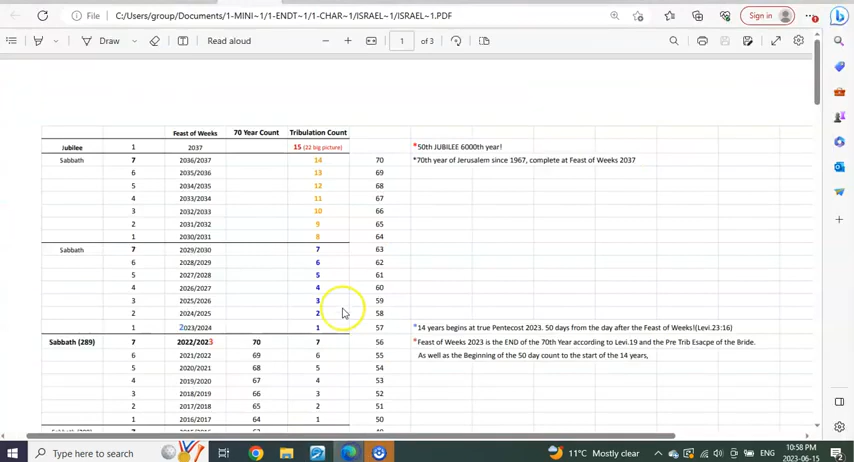 File C:/Users/group/Documents/1-MINI~1/1-ENDT~1/1-CHAR~1/ISRAEL~1/ISRAEL~1.PDF Sign in
Draw Read aloud 1 of 3
Feast of Weeks 70 Year Count Tribulation Count
Jubilee 1 2037 15 (22 big picture) *50th JUBILEE 6000th year!
Sabbath 7 2036/2037 14 70 *70th year of Jerusalem since 1967, complete at Feast of Weeks 2037
6 2035/2036 13 69
5 2034/2035 12 68
4 2033/2034 11 67
3 2032/2033 10 66
2 2031/2032 9 65
1 2030/2031 8 64
Sabbath 7 2029/2030 7 63
6 2028/2029 6 62
5 2027/2028 5 61
4 2026/2027 4 60
3 2025/2026 3 59
2 2024/2025 2 58
1 2023/2024 1 57 *14 years begins at true Pentecost 2023. 50 days from the day after the Feast of Weeks!(Levi.23:16)
Sabbath (289) 7 2022/2023 70 7 56 *Feast of Weeks 2023 is the END of the 70th Year according to Levi.19 and the Pre Trib Esacpe of the Bride.
6 2021/2022 69 6 55 As well as the Beginning of the 50 day count to the start of the 14 years,
5 2020/2021 68 5 54
4 2019/2020 67 4 53
3 2018/2019 66 3 52
2 2017/2018 65 2 51
1 2016/2017 64 1 50
Type here to search 11°C Mostly clear ENG 10:58 PM
2023-06-15